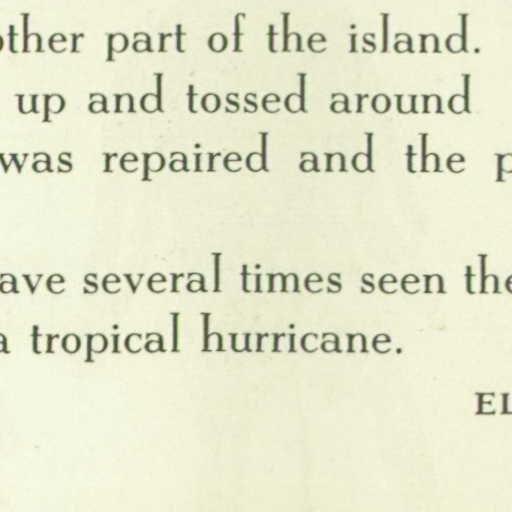 other part of the island.
up and tossed around
was repaired and the p
ave several times seen the
a tropical hurricane.
EL